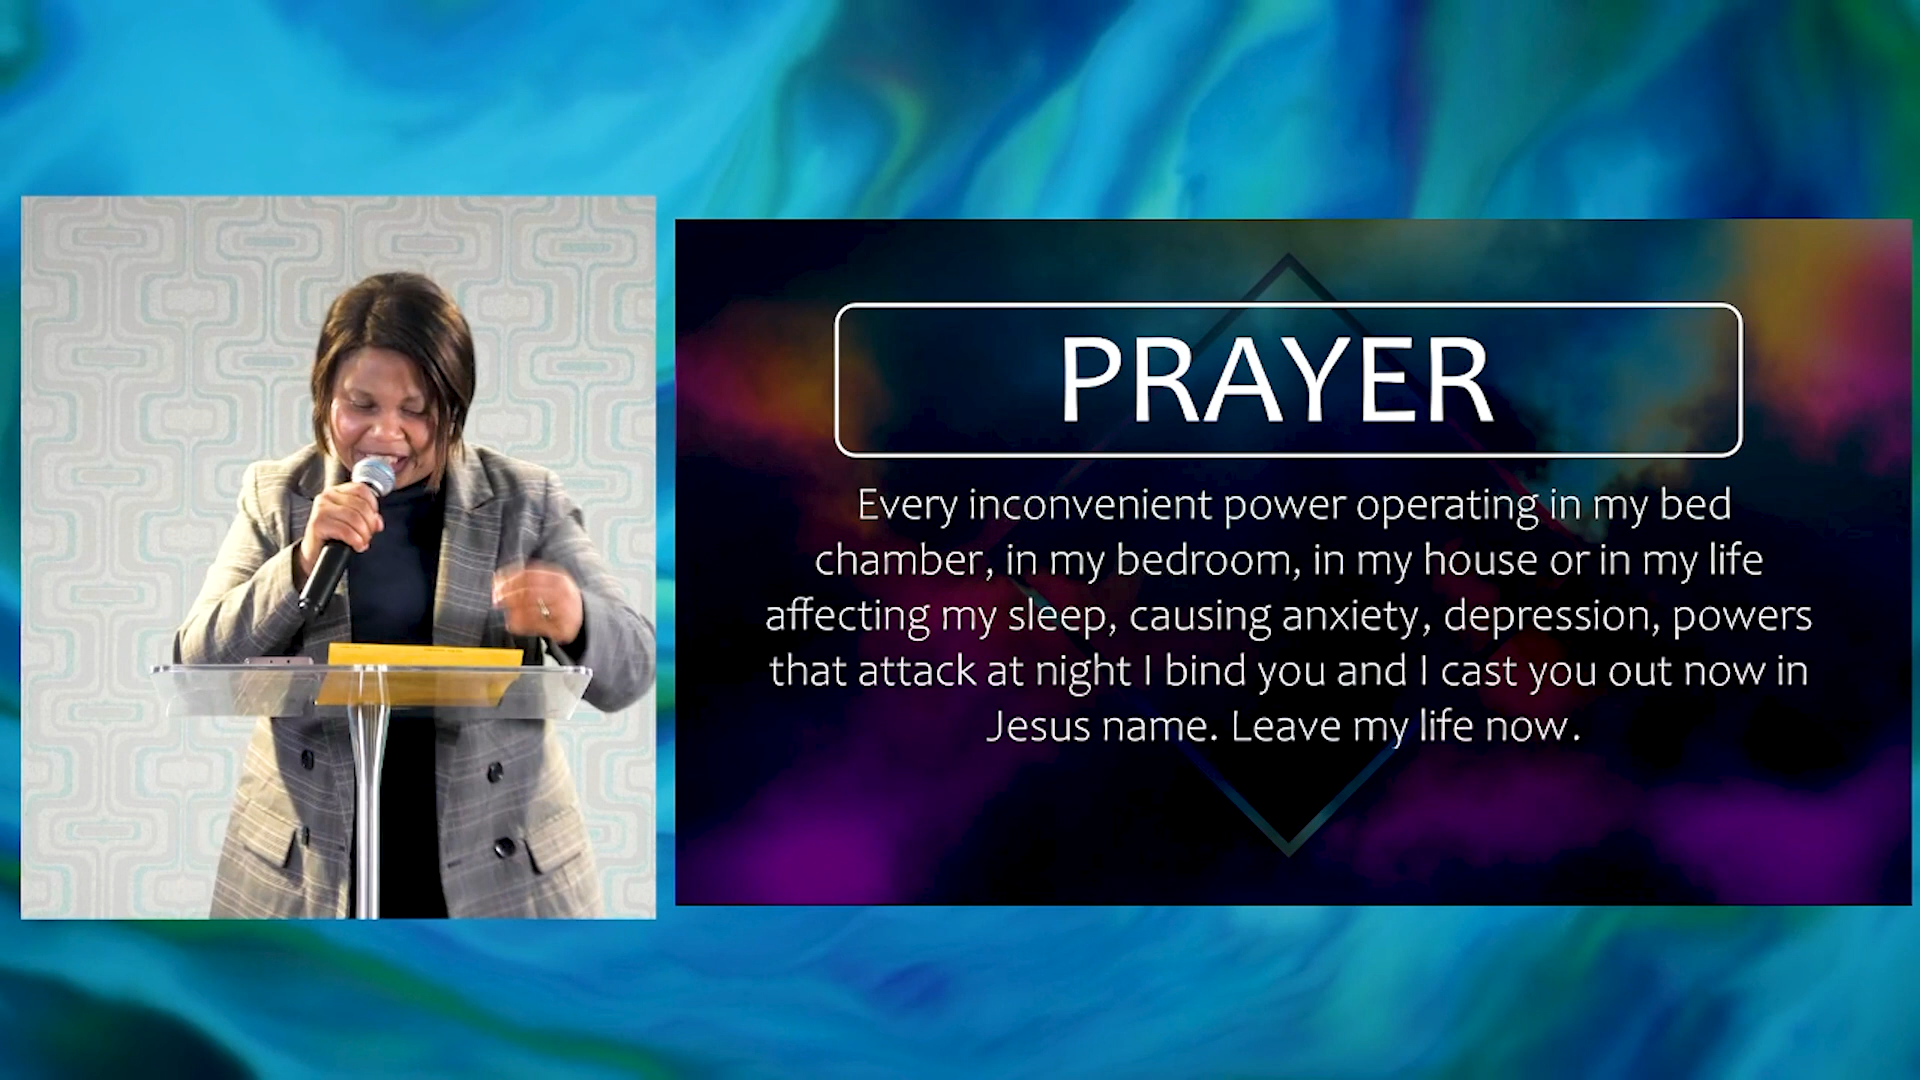 PRAYER
Every inconvenient power operating in my bed
chamber, in my bedroom, in my house or in my life
affecting my sleep, causing anxiety, depression, powers
that attack at night I bind you and I cast you out now in
Jesus name. Leave my life now.